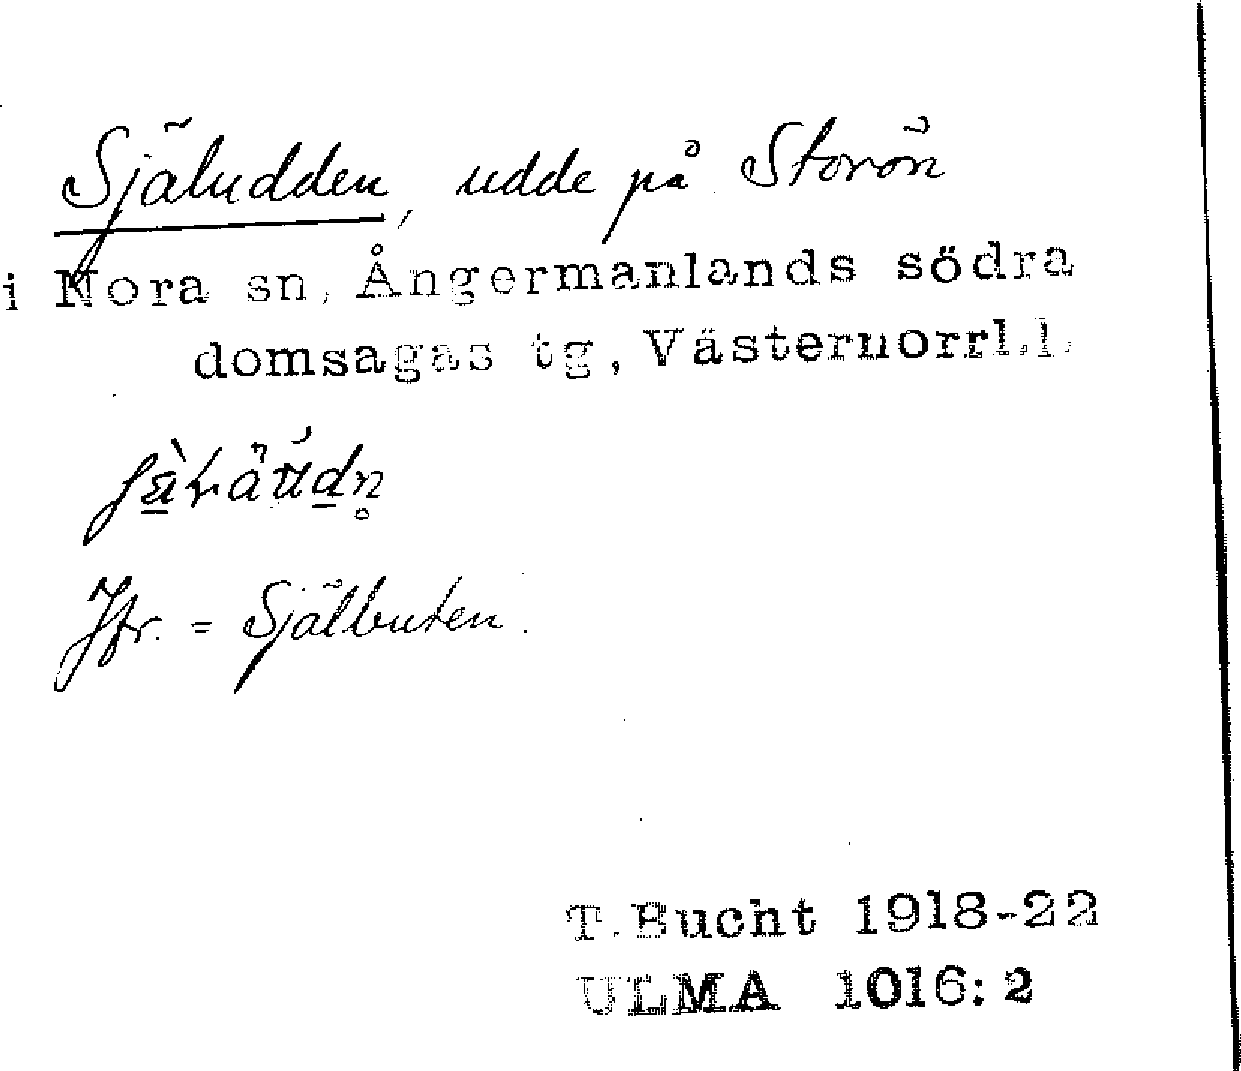 Själudden, udde på Storön
i Nora sn, Ångermanlands södra
domsagas tg, Västernorrl.l.
Jfr. = Själbuten.
T.Bucht 1918-22
ULMA 1016:2